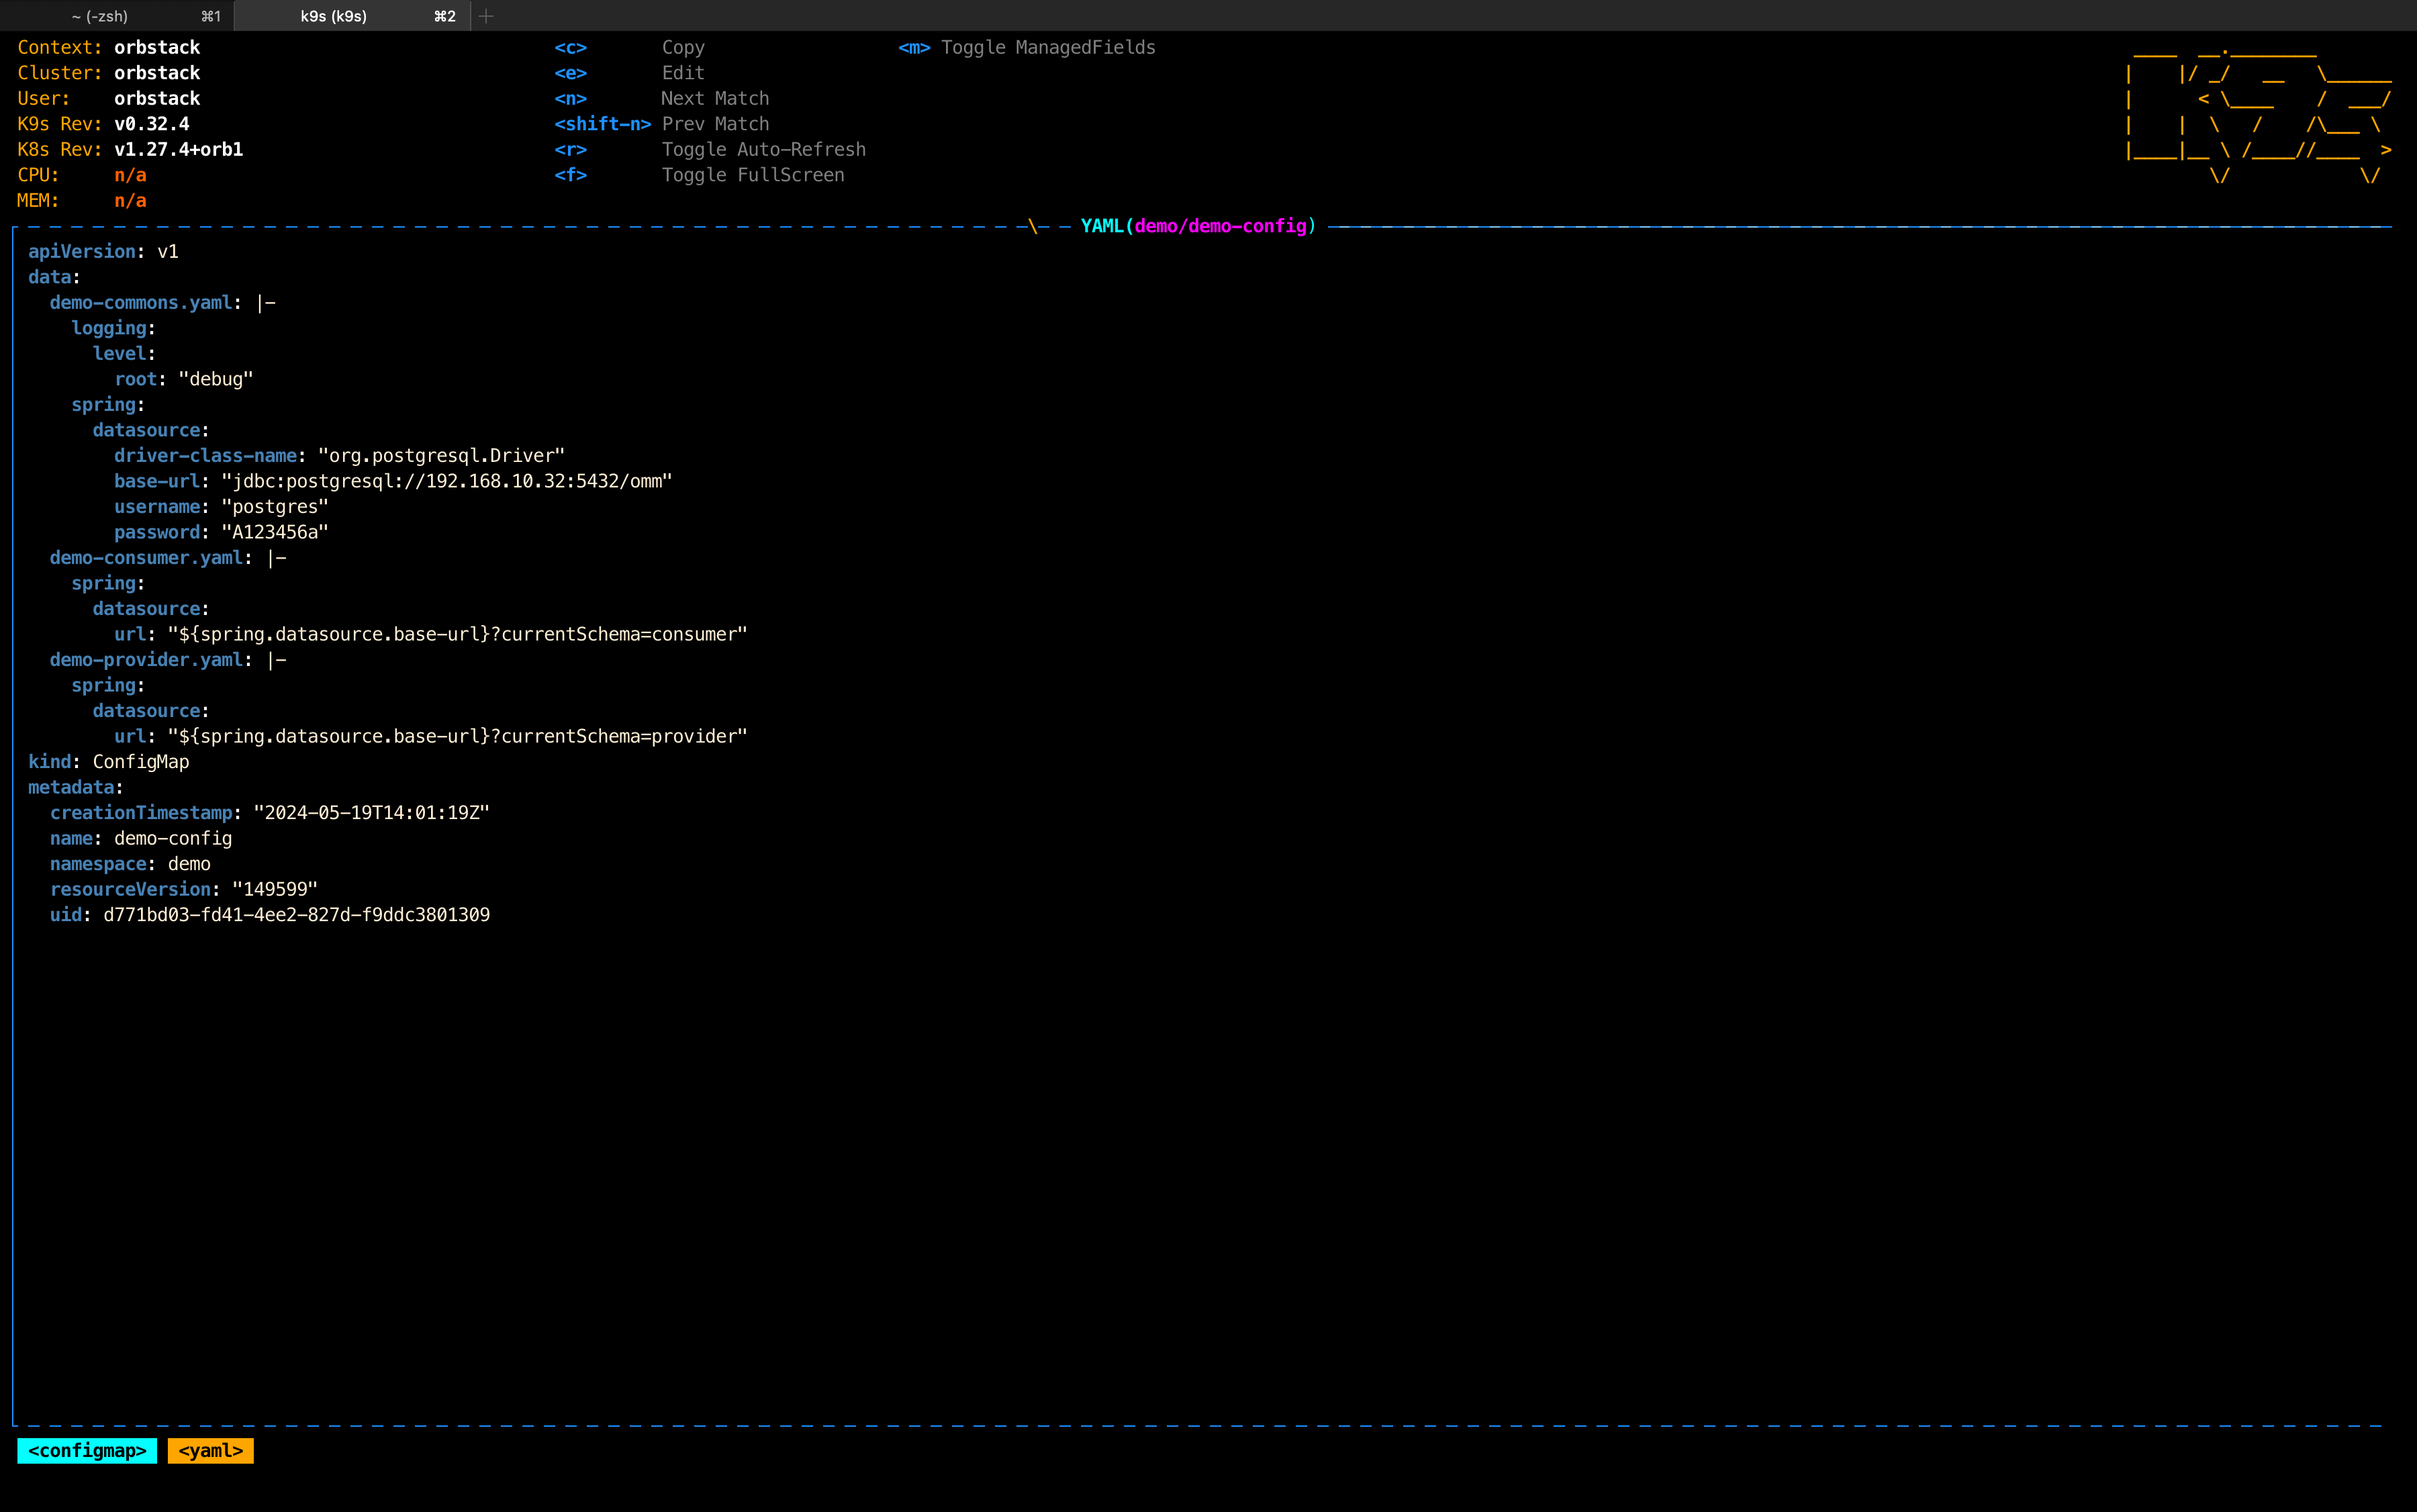 ~ (-zsh) ⌘1 k9s (k9s) ⌘2 +
Context: orbstack <c> Copy <m> Toggle ManagedFields
Cluster: orbstack <e> Edit
User: orbstack <n> Next Match
K9s Rev: v0.32.4 <shift-n> Prev Match
K8s Rev: v1.27.4+orb1 <r> Toggle Auto-Refresh
CPU: n/a <f> Toggle FullScreen
MEM: n/a
YAML(demo/demo-config)
apiVersion: v1
data:
  demo-commons.yaml: |-
    logging:
      level:
        root: "debug"
    spring:
      datasource:
        driver-class-name: "org.postgresql.Driver"
        base-url: "jdbc:postgresql://192.168.10.32:5432/omm"
        username: "postgres"
        password: "A123456a"
  demo-consumer.yaml: |-
    spring:
      datasource:
        url: "${spring.datasource.base-url}?currentSchema=consumer"
  demo-provider.yaml: |-
    spring:
      datasource:
        url: "${spring.datasource.base-url}?currentSchema=provider"
kind: ConfigMap
metadata:
  creationTimestamp: "2024-05-19T14:01:19Z"
  name: demo-config
  namespace: demo
  resourceVersion: "149599"
  uid: d771bd03-fd41-4ee2-827d-f9ddc3801309
<configmap> <yaml>